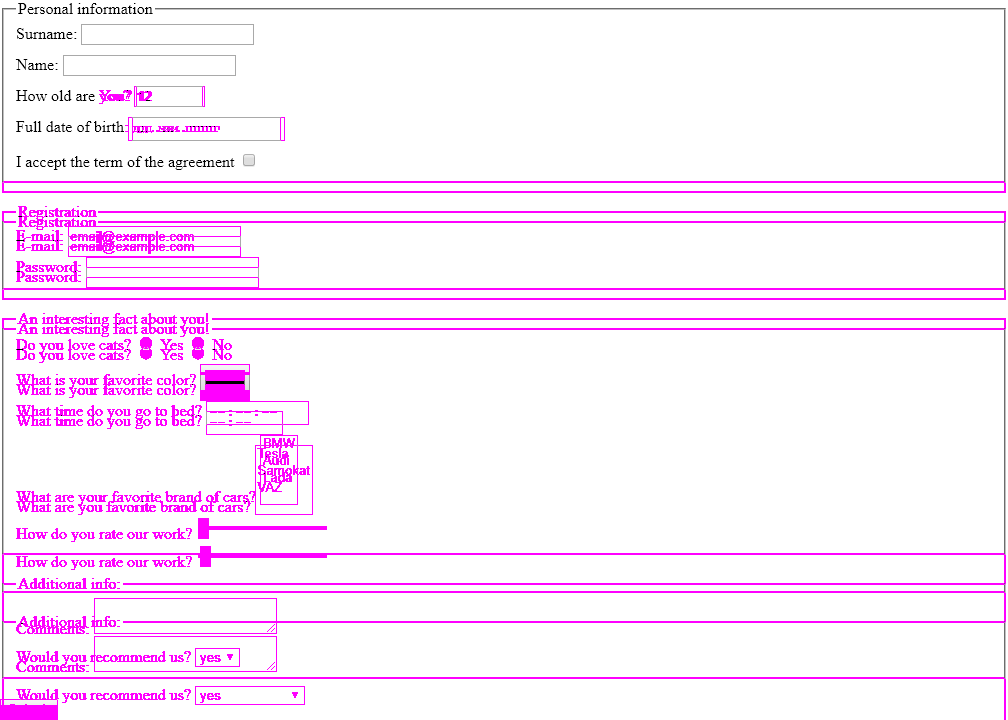 Personal information
Surname:
Name:
How old are you? 12
Full date of birth:
I accept the term of the agreement
Registration
Registration
E-mail: email@example.com
E-mail: email@example.com
Password:
Password:
An interesting fact about you!
An interesting fact about you!
Do you love cats? Yes No
Do you love cats? Yes No
What is your favorite color?
What is your favorite color?
What time do you go to bed? --:--:--
What time do you go to bed? --:--
BMW
Tesla
Audi
Samokat
Lada
VAZ
What are your favorite brand of cars?
What are you favorite brand of cars?
How do you rate our work?
How do you rate our work?
Additional info:
Additional info:
Comments:
Would you recommend us? yes
Comments:
Would you recommend us? yes